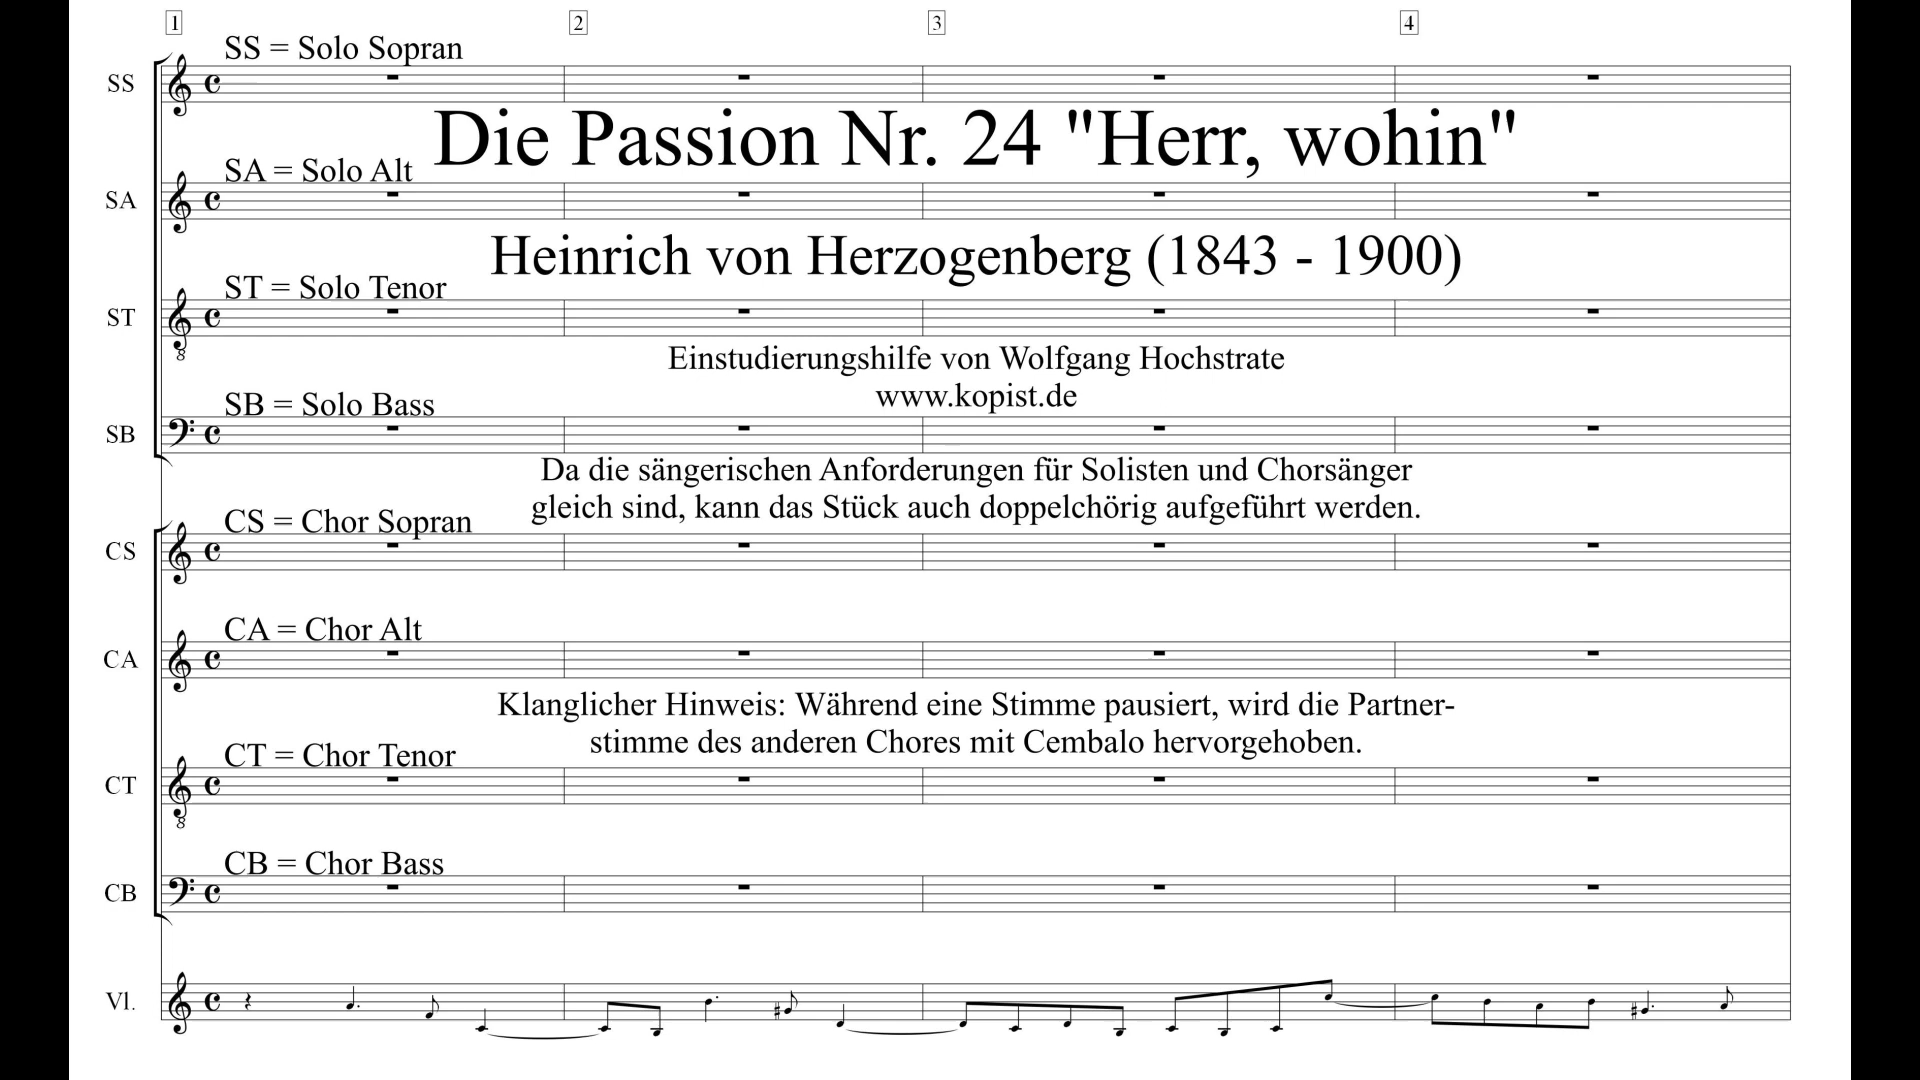 1 2 3 4
SS = Solo Sopran
SS
Die Passion Nr. 24 "Herr, wohin"
SA = Solo Alt
SA
Heinrich von Herzogenberg (1843 - 1900)
ST = Solo Tenor
ST
8
Einstudierungshilfe von Wolfgang Hochstrate
www.kopist.de
SB = Solo Bass
SB
Da die sängerischen Anforderungen für Solisten und Chorsänger
gleich sind, kann das Stück auch doppelchörig aufgeführt werden.
CS = Chor Sopran
CS
CA = Chor Alt
CA
Klanglicher Hinweis: Während eine Stimme pausiert, wird die Partner-
stimme des anderen Chores mit Cembalo hervorgehoben.
CT = Chor Tenor
CT
8
CB = Chor Bass
CB
Vl.